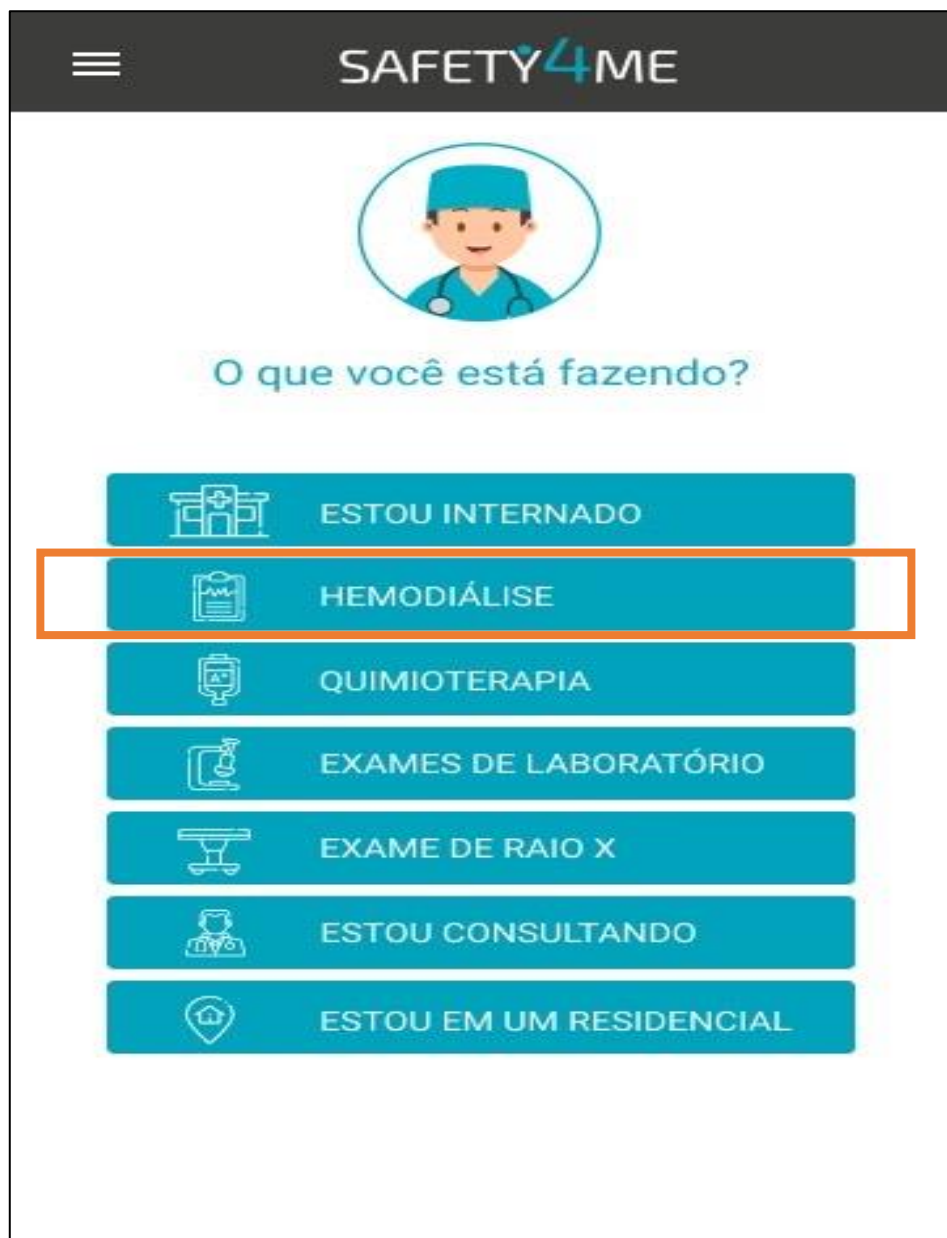 SAFETY4ME
O que você está fazendo?
ESTOU INTERNADO
HEMODIÁLISE
QUIMIOTERAPIA
EXAMES DE LABORATÓRIO
EXAME DE RAIO X
ESTOU CONSULTANDO
ESTOU EM UM RESIDENCIAL